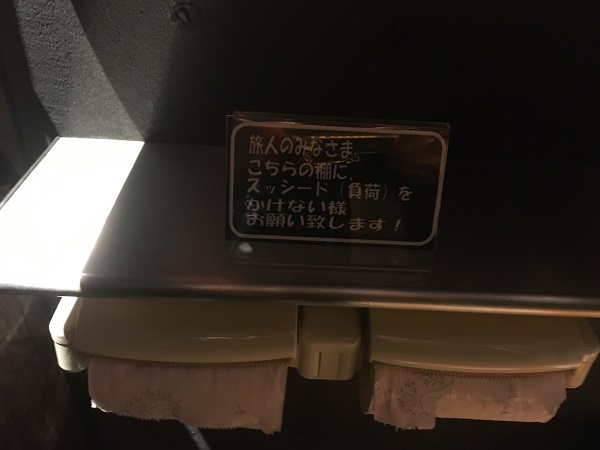 旅人のみなさま、
こちらの棚に、
スッシード（負荷）を
かけない様
お願い致します！